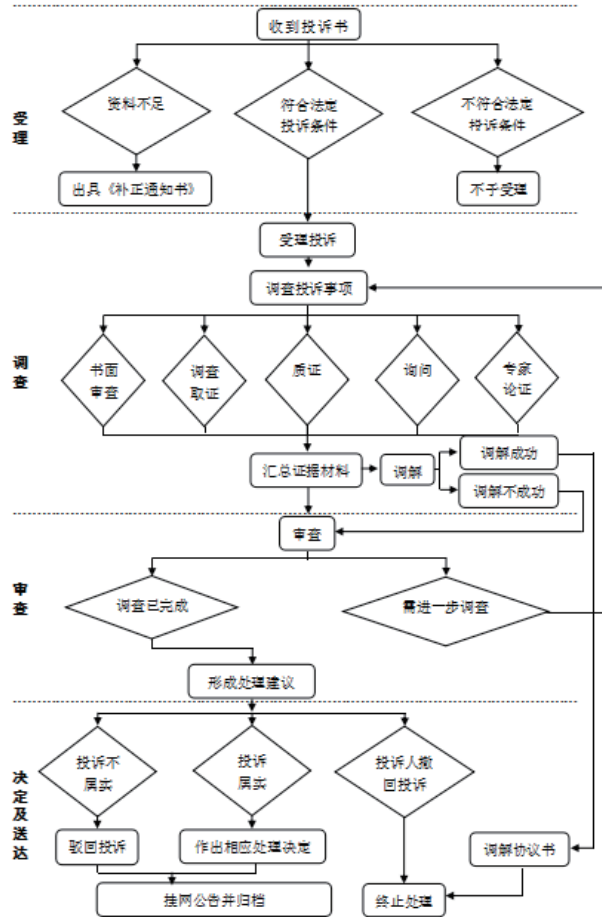 收到投诉书
受理
资料不足
符合法定
投诉条件
不符合法定
投诉条件
出具《补正通知书》
不予受理
受理投诉
调查投诉事项
调查
书面
审查
调查
取证
质证
询问
专家
论证
汇总证据材料
调解
调解成功
调解不成功
审查
审查
调查已完成
需进一步调查
形成处理建议
决定及送达
投诉不
属实
投诉
属实
投诉人撤
回投诉
驳回投诉
作出相应处理决定
调解协议书
挂网公告并归档
终止处理